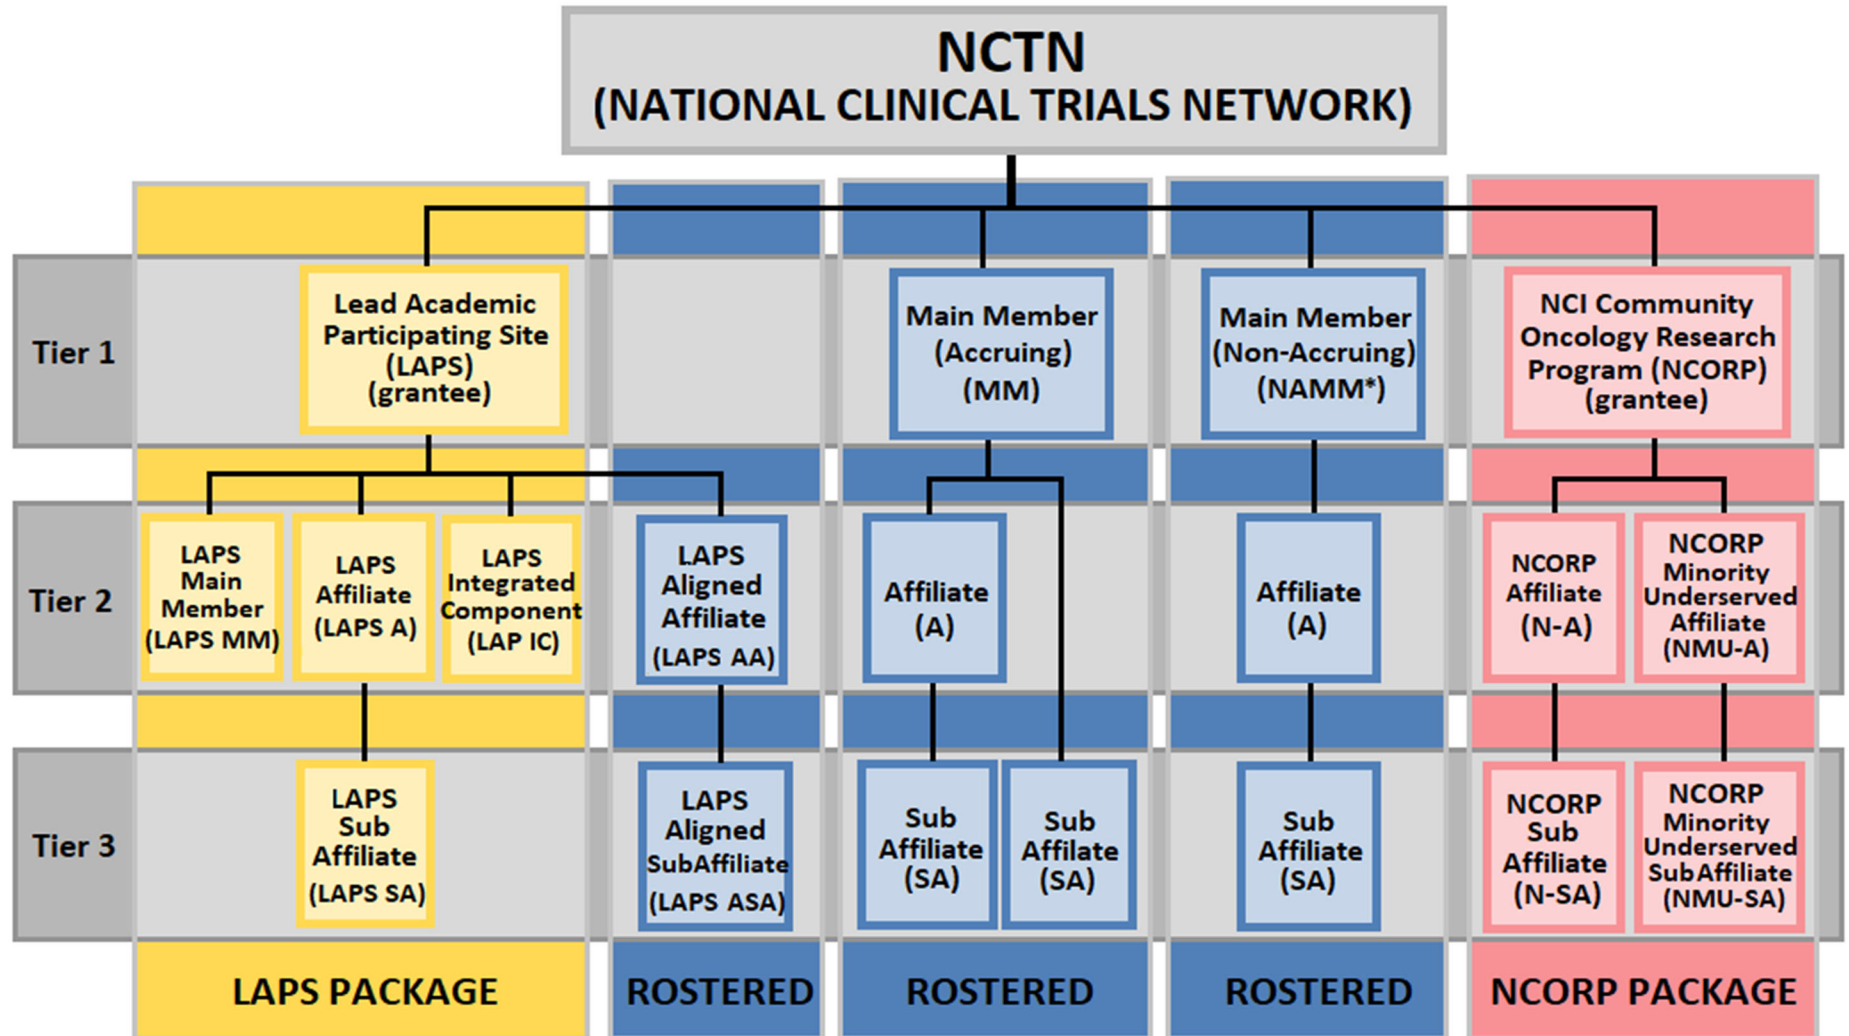 NCTN
(NATIONAL CLINICAL TRIALS NETWORK)
Tier 1
Lead Academic
Participating Site
(LAPS)
(grantee)
Main Member
(Accruing)
(MM)
Main Member
(Non-Accruing)
(NAMM*)
NCI Community
Oncology Research
Program (NCORP)
(grantee)
Tier 2
LAPS
Main
Member
(LAPS MM)
LAPS
Affiliate
(LAPS A)
LAPS
Integrated
Component
(LAP IC)
LAPS
Aligned
Affiliate
(LAPS AA)
Affiliate
(A)
Affiliate
(A)
NCORP
Affiliate
(N-A)
NCORP
Minority
Underserved
Affiliate
(NMU-A)
Tier 3
LAPS
Sub
Affiliate
(LAPS SA)
LAPS
Aligned
SubAffiliate
(LAPS ASA)
Sub
Affiliate
(SA)
Sub
Affilate
(SA)
Sub
Affiliate
(SA)
NCORP
Sub
Affiliate
(N-SA)
NCORP
Minority
Underserved
SubAffiliate
(NMU-SA)
LAPS PACKAGE
ROSTERED
ROSTERED
ROSTERED
NCORP PACKAGE